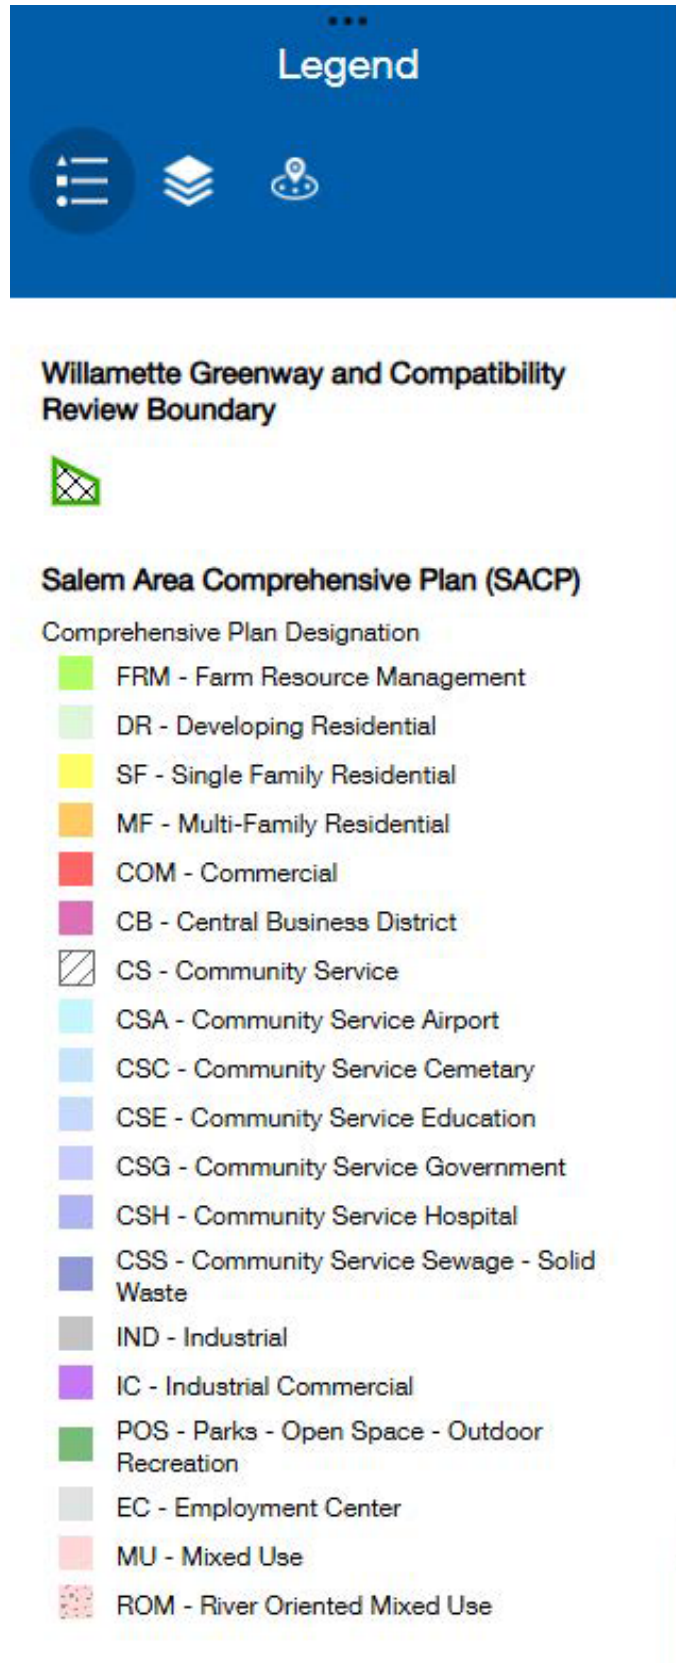 Legend
Willamette Greenway and Compatibility
Review Boundary
Salem Area Comprehensive Plan (SACP)
Comprehensive Plan Designation
FRM - Farm Resource Management
DR - Developing Residential
SF - Single Family Residential
MF - Multi-Family Residential
COM - Commercial
CB - Central Business District
CS - Community Service
CSA - Community Service Airport
CSC - Community Service Cemetary
CSE - Community Service Education
CSG - Community Service Government
CSH - Community Service Hospital
CSS - Community Service Sewage - Solid
Waste
IND - Industrial
IC - Industrial Commercial
POS - Parks - Open Space - Outdoor
Recreation
EC - Employment Center
MU - Mixed Use
ROM - River Oriented Mixed Use